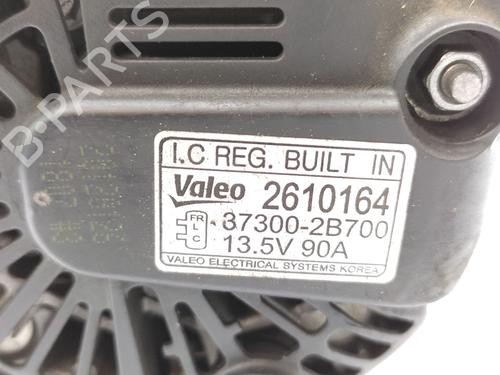 B-PARTS
I.C REG. BUILT IN
Valeo 2610164
FR
L
C
37300-2B700
13.5V 90A
VALEO ELECTRICAL SYSTEMS KOREA